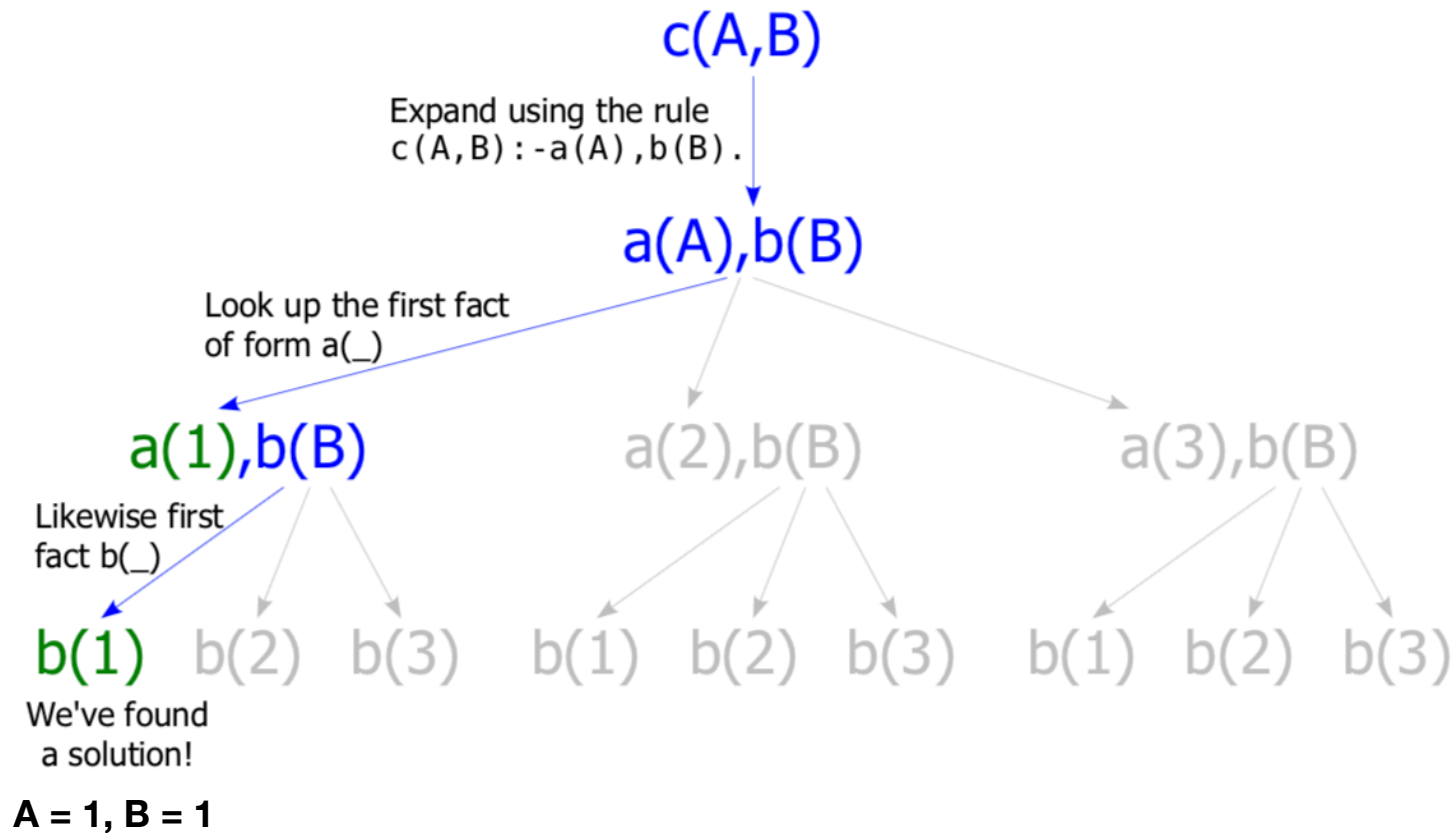 c(A,B)
Expand using the rule
c(A,B):-a(A),b(B).
a(A),b(B)
Look up the first fact
of form a(_)
a(1),b(B)
a(2),b(B)
a(3),b(B)
Likewise first
fact b(_)
b(1)
b(2)
b(3)
b(1)
b(2)
b(3)
b(1)
b(2)
b(3)
We've found
a solution!
A = 1, B = 1